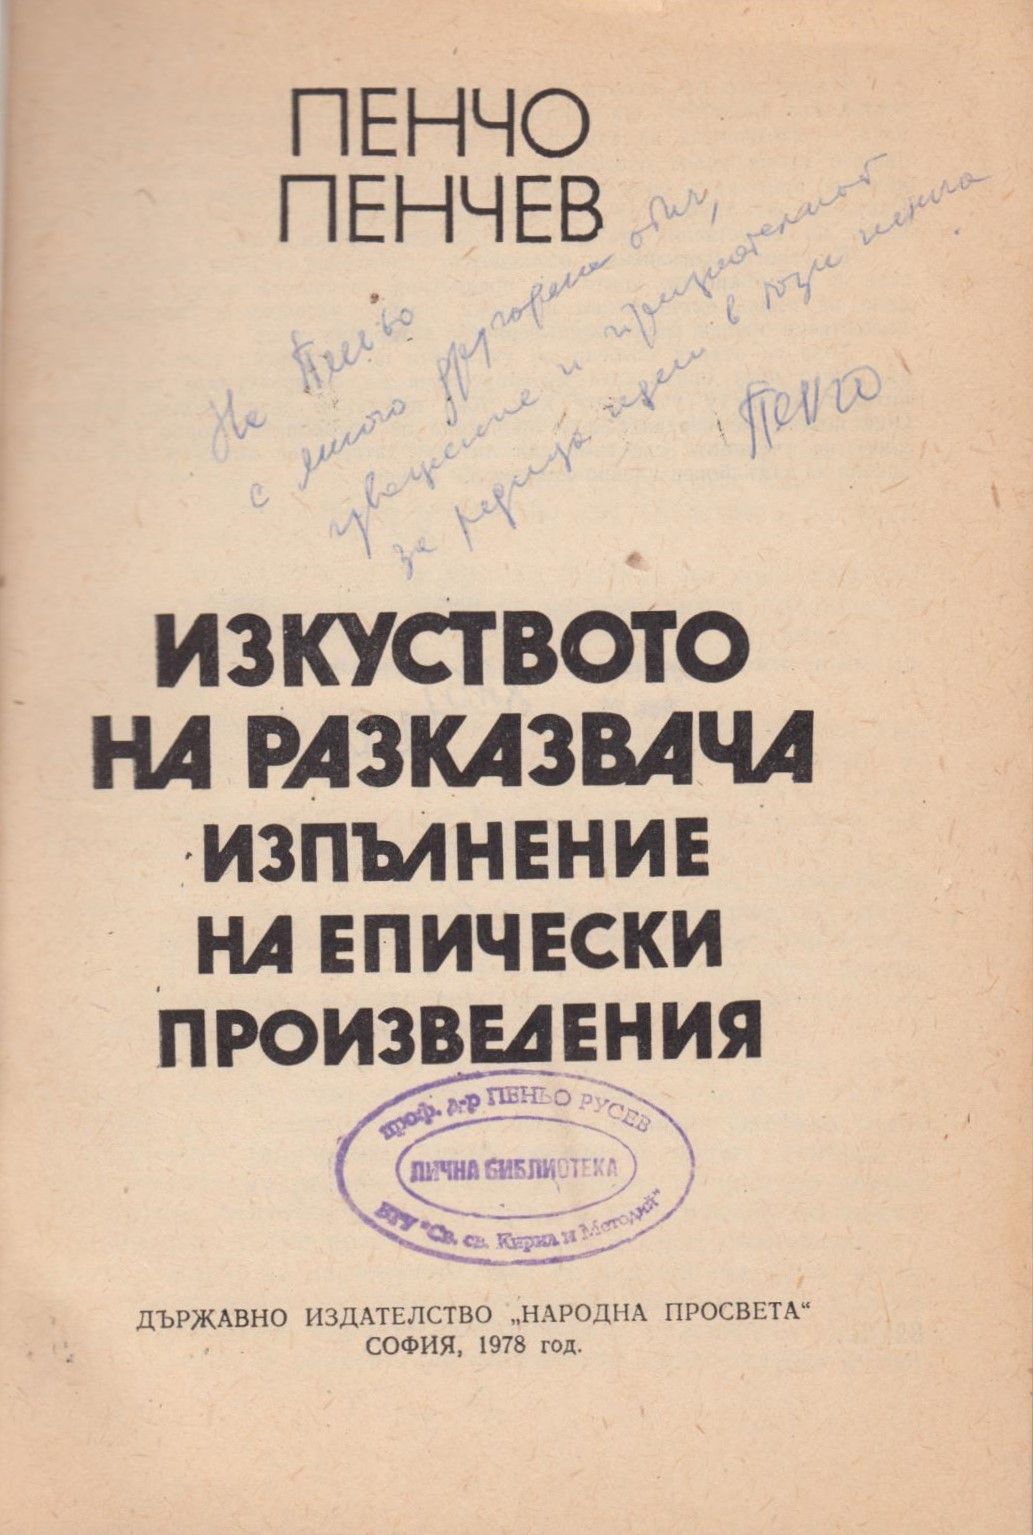 ПЕНЧО
ПЕНЧЕВ
На Пеньо
с много другарска обич,
уважение и признателност
за редица идеи в тази книга
Пенчо
ИЗКУСТВОТО
НА РАЗКАЗВАЧА
ИЗПЪЛНЕНИЕ
НА ЕПИЧЕСКИ
ПРОИЗВЕДЕНИЯ
проф. д-р ПЕНЬО РУСЕВ
ЛИЧНА БИБЛИОТЕКА
ВТУ "Св. св. Кирил и Методий"
ДЪРЖАВНО ИЗДАТЕЛСТВО „НАРОДНА ПРОСВЕТА“
СОФИЯ, 1978 год.